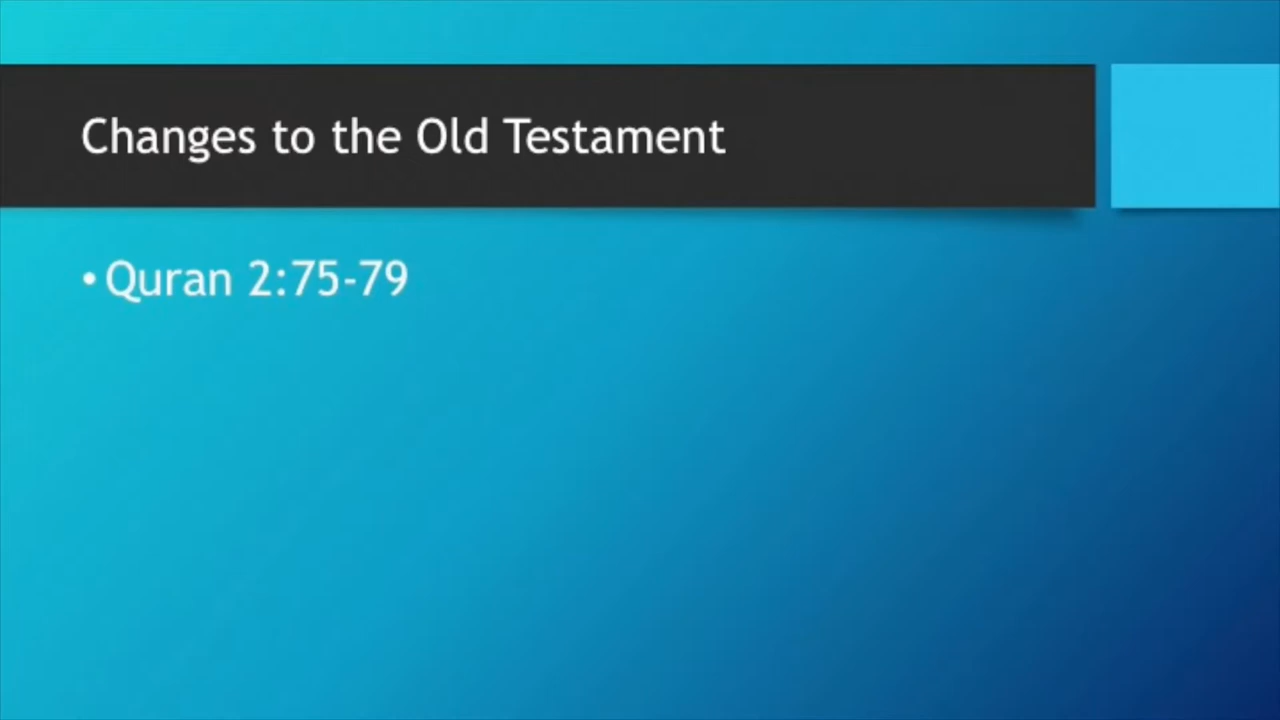 Changes to the Old Testament
• Quran 2:75-79